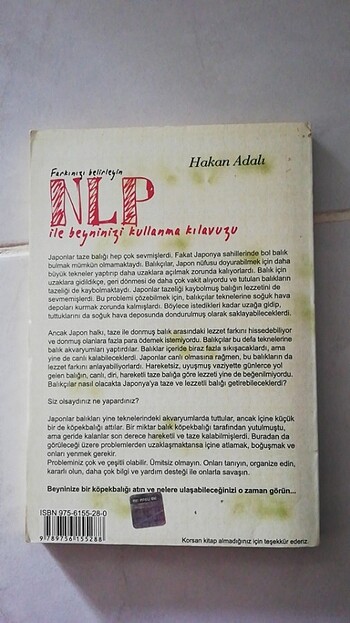 Hakan Adalı
Farkınızı belirleyin
NLP
ile beyninizi kullanma kılavuzu
Japonlar taze balığı hep çok sevmişlerdi. Fakat Japonya sahillerinde bol balık
bulmak mümkün olmamaktaydı. Balıkçılar, Japon nüfusu doyurabilmek için daha
büyük tekneler yaptırıp daha uzaklara açılmak zorunda kalıyorlardı. Balık için
uzaklara gidildikçe, geri dönmesi de daha çok vakit alıyordu ve tutulan balıkların
tazeliği de kaybolmaktaydı. Japonlar tazeliği kaybolmuş balığın lezzetini de
sevmemişlerdi. Bu problemi çözebilmek için, balıkçılar teknelerine soğuk hava
depoları kurmak zorunda kalmışlardı. Böylece istedikleri kadar uzağa gidip,
tuttuklarını da soğuk hava deposunda dondurulmuş olarak saklayabileceklerdi.
Ancak Japon halkı, taze ile donmuş balık arasındaki lezzet farkını hissedebiliyor
ve donmuş olanlara fazla para ödemek istemiyordu. Balıkçılar bu defa teknelerine
balık akvaryumları yaptırdılar. Balıklar içeride biraz fazla sıkışacaklardı, ama
yine de canlı kalabileceklerdi. Japonlar canlı olmasına rağmen, bu balıkların da
lezzet farkını anlayabiliyorlardı. Hareketsiz, uyuşmuş vaziyette günlerce yol
gelen balığın, canlı, diri, hareketli taze balığa göre lezzeti yine de beğenilmiyordu.
Balıkçılar nasıl olacakta Japonya'ya taze ve lezzetli balığı getirebileceklerdi?
Siz olsaydınız ne yapardınız?
Japonlar balıkları yine teknelerindeki akvaryumlarda tuttular, ancak içine küçük
bir de köpekbalığı attılar. Bir miktar balık köpekbalığı tarafından yutulmuştu,
ama geride kalanlar son derece hareketli ve taze kalabilmişlerdi. Buradan da
görüleceği üzere problemlerden uzaklaşmaktansa içine atlamak, boğuşmak ve
onları yenmek gerekir.
Probleminiz çok ve çeşitli olabilir. Ümitsiz olmayın. Onları tanıyın, organize edin,
kararlı olun, daha çok bilgi ve yardım desteği ile onlarla savaşın.
Beyninize bir köpekbalığı atın ve nelere ulaşabileceğinizi o zaman görün...
ISBN 975-6155-28-0
9 789756 155288
Korsan kitap almadığınız için teşekkür ederiz.